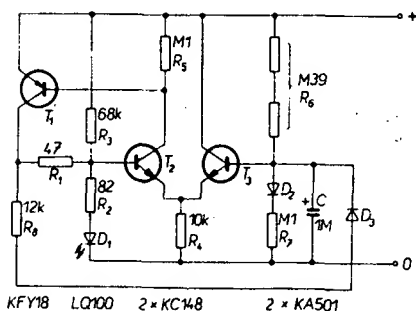 +
M1
R5
M39
R6
T1
68k
R3
47
R1
T2
T3
82
R2
D2
+ C
1M
D3
12k
R8
D1
10k
R4
M1
R7
0
KFY18 LQ100 2 × KC148 2 × KA501